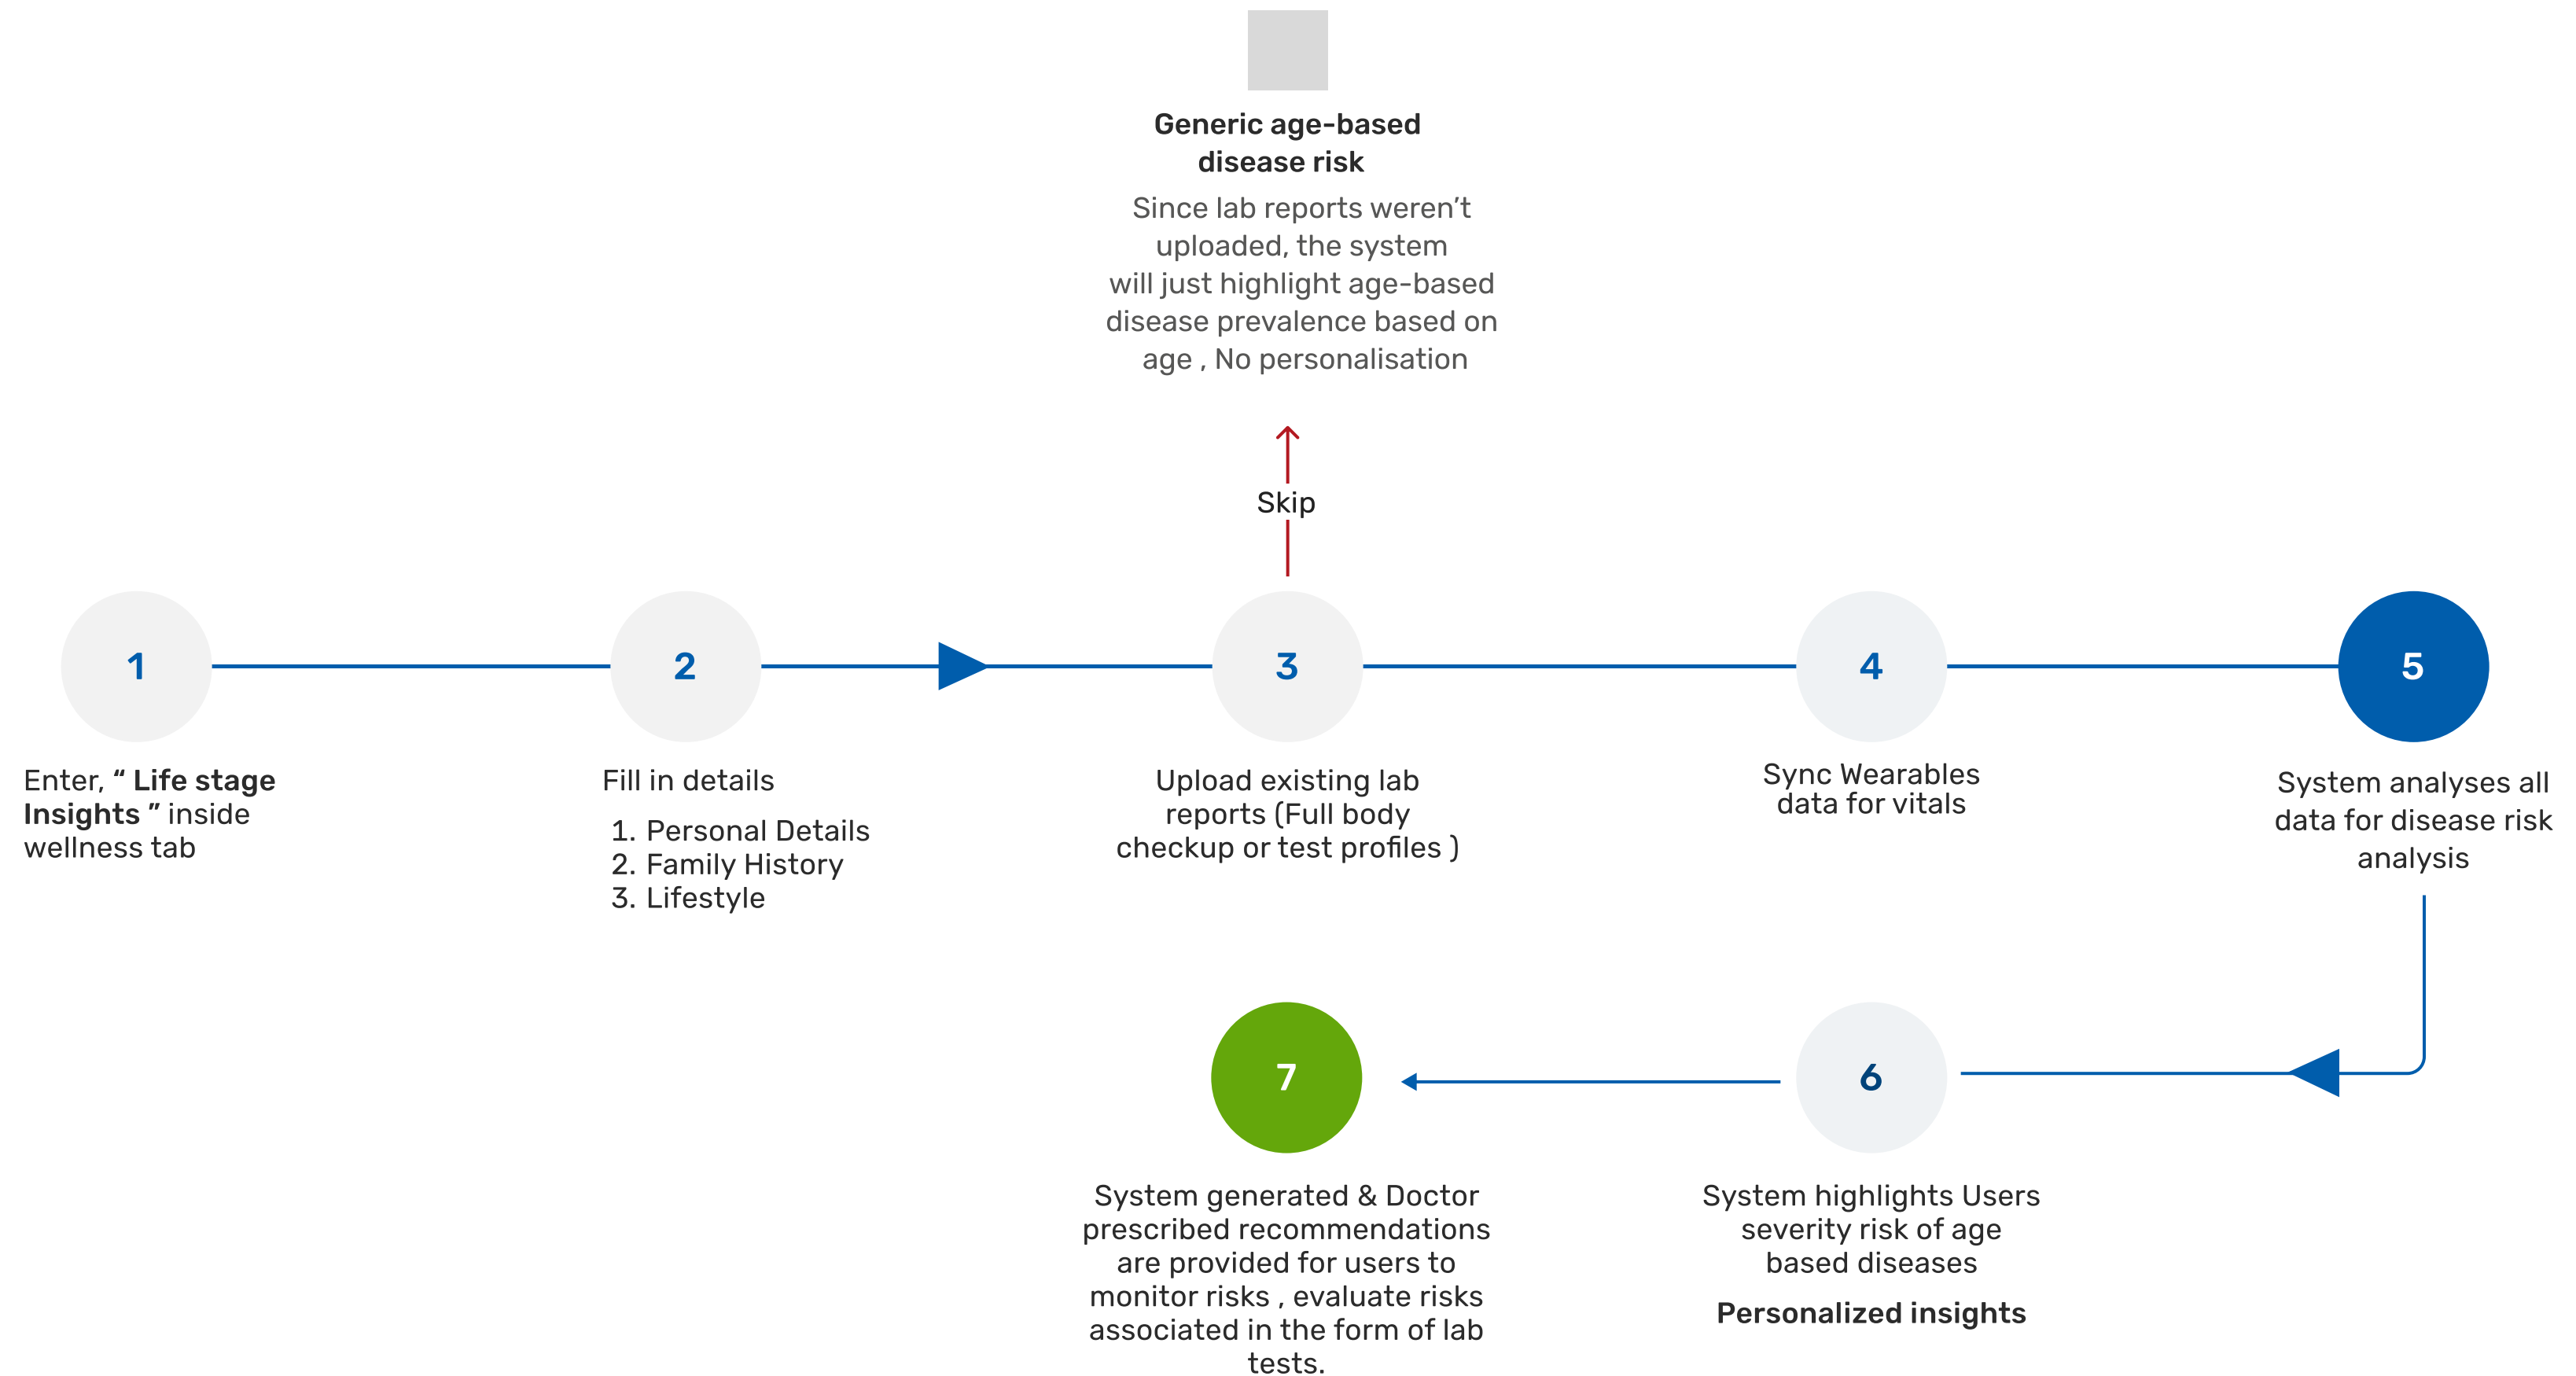 Generic age-based
disease risk
Since lab reports weren’t
uploaded, the system
will just highlight age-based
disease prevalence based on
age , No personalisation
Skip
1
2
3
4
5
Enter, “ Life stage
Insights ” inside
wellness tab
Fill in details
1. Personal Details
2. Family History
3. Lifestyle
Upload existing lab
reports (Full body
checkup or test profiles )
Sync Wearables
data for vitals
System analyses all
data for disease risk
analysis
7
6
System generated & Doctor
prescribed recommendations
are provided for users to
monitor risks , evaluate risks
associated in the form of lab
tests.
System highlights Users
severity risk of age
based diseases
Personalized insights